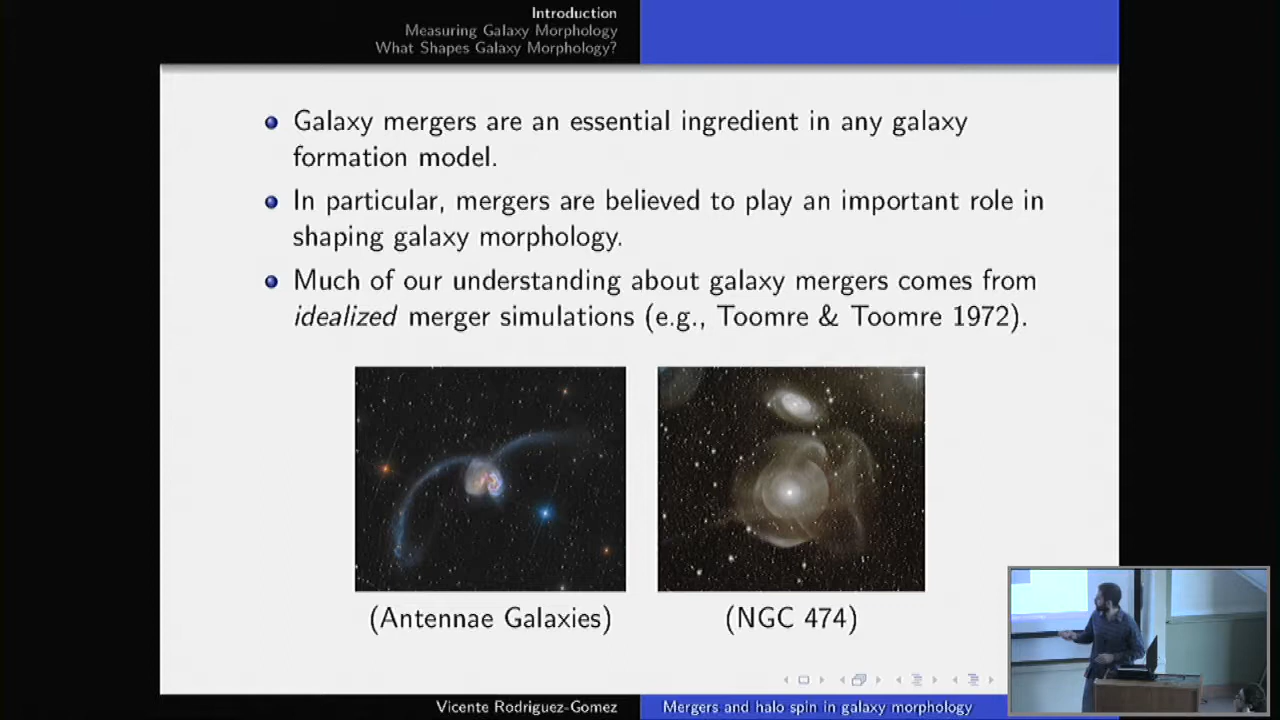 Introduction
Measuring Galaxy Morphology
What Shapes Galaxy Morphology?
Galaxy mergers are an essential ingredient in any galaxy
formation model.
In particular, mergers are believed to play an important role in
shaping galaxy morphology.
Much of our understanding about galaxy mergers comes from
idealized merger simulations (e.g., Toomre & Toomre 1972).
(Antennae Galaxies)
(NGC 474)
Vicente Rodriguez-Gomez
Mergers and halo spin in galaxy morphology